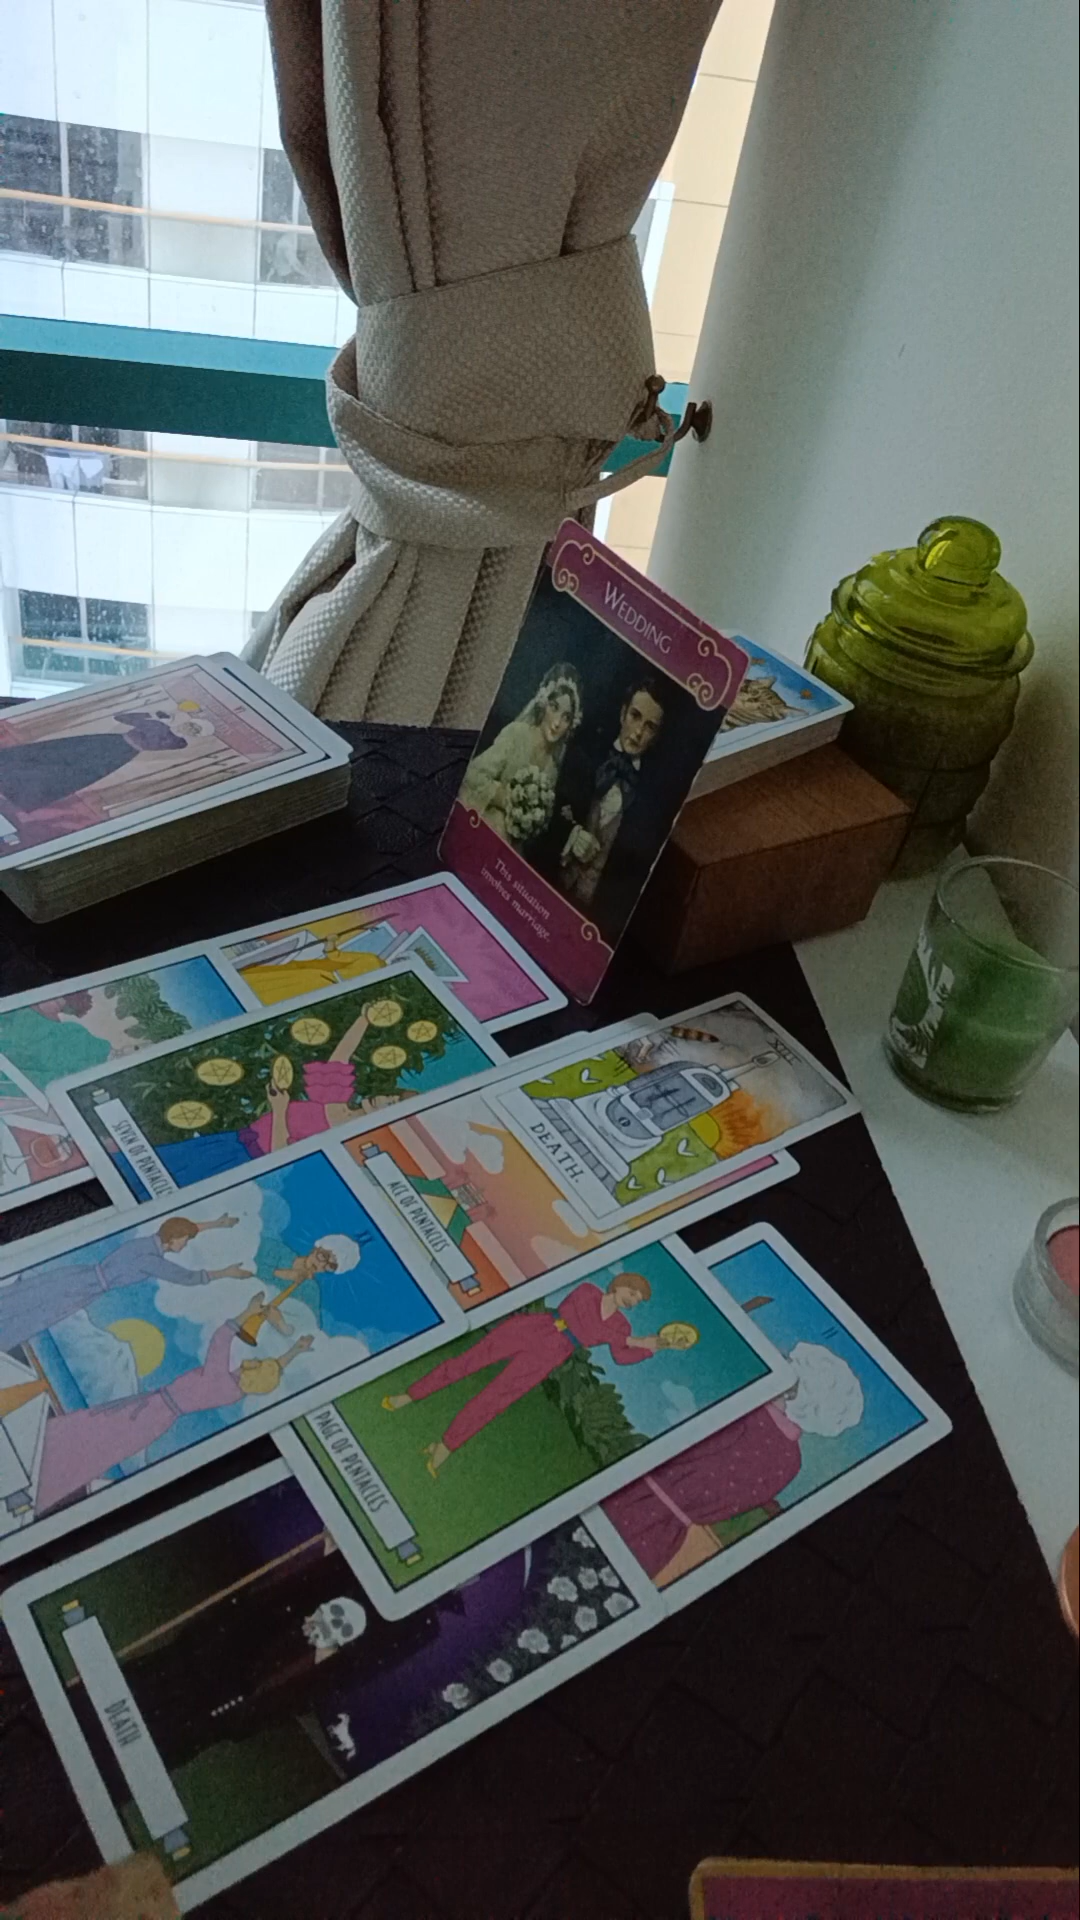 WEDDING
This situation
involves marriage.
XIII
DEATH.
SEVEN OF PENTACLES
ACE OF PENTACLES
PAGE OF PENTACLES
DEATH